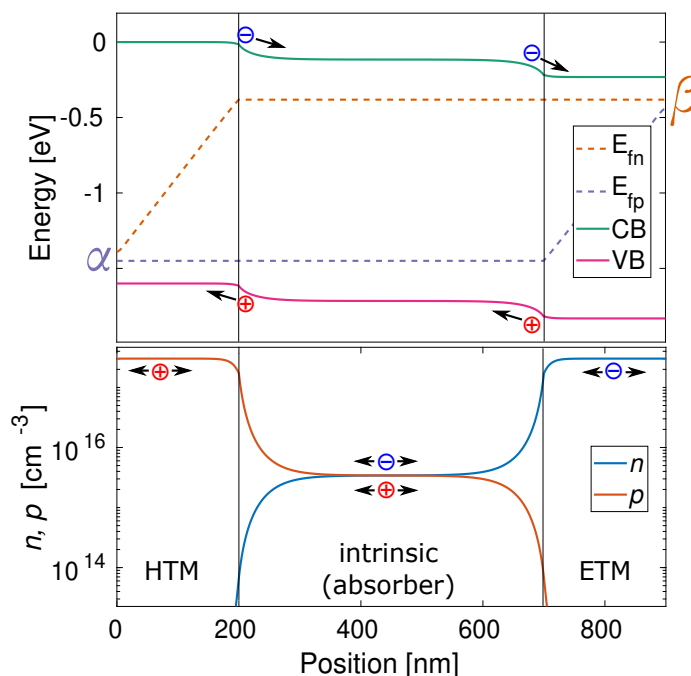 0
-0.5
-1
Energy [eV]
α
β
E_fn
E_fp
CB
VB
10^16
10^14
n, p [cm^-3]
n
p
HTM
intrinsic
(absorber)
ETM
0
200
400
600
800
Position [nm]